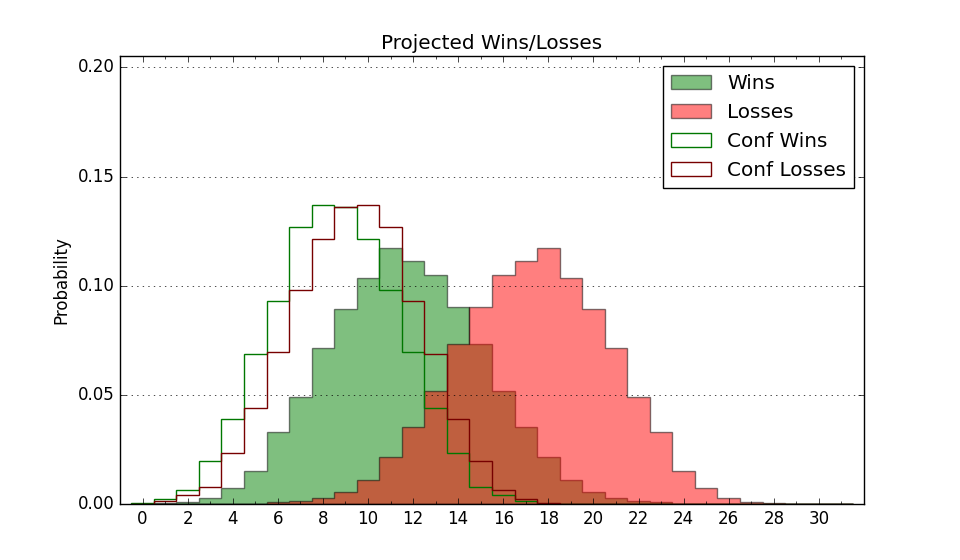 Projected Wins/Losses
Wins
Losses
Conf Wins
Conf Losses
Probability
0.20
0.15
0.10
0.05
0.00
0 2 4 6 8 10 12 14 16 18 20 22 24 26 28 30